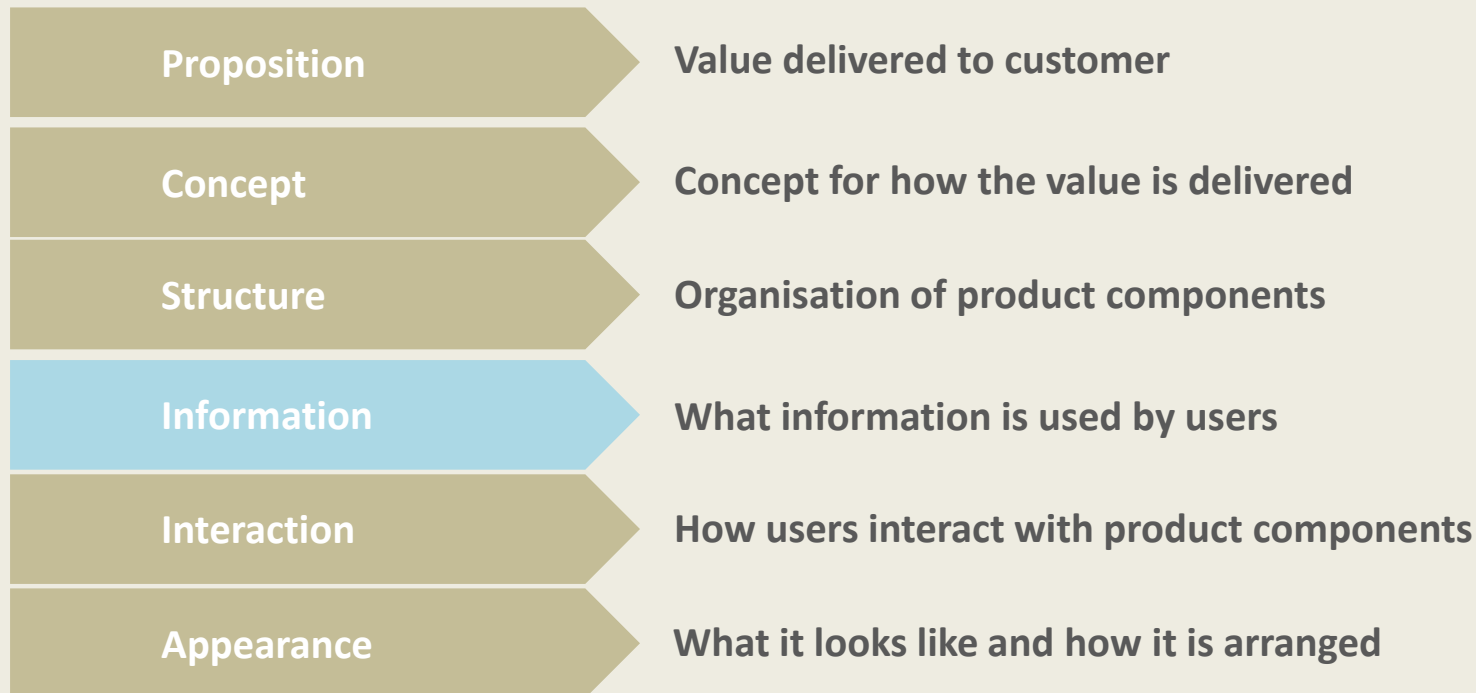 Proposition
Value delivered to customer
Concept
Concept for how the value is delivered
Structure
Organisation of product components
Information
What information is used by users
Interaction
How users interact with product components
Appearance
What it looks like and how it is arranged